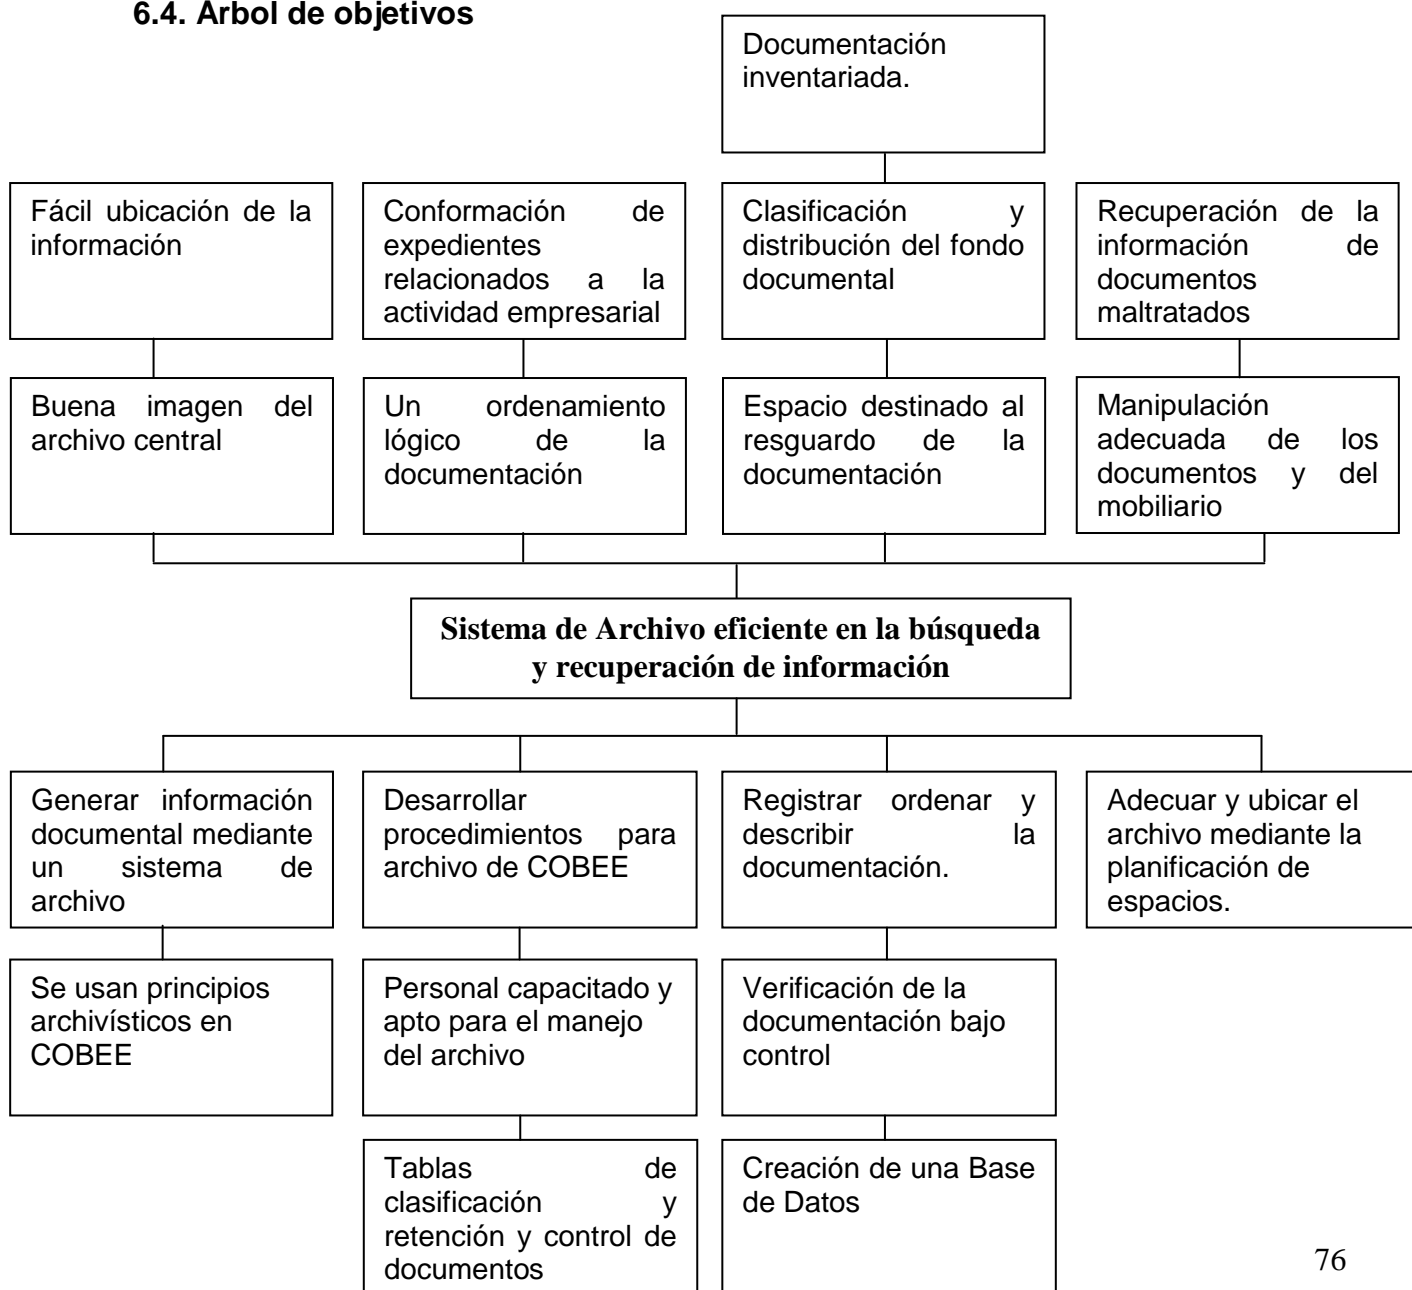 6.4. Árbol de objetivos
Documentación
inventariada.
Fácil ubicación de la
información
Conformación de
expedientes
relacionados a la
actividad empresarial
Clasificación y
distribución del fondo
documental
Recuperación de la
información de
documentos
maltratados
Buena imagen del
archivo central
Un ordenamiento
lógico de la
documentación
Espacio destinado al
resguardo de la
documentación
Manipulación
adecuada de los
documentos y del
mobiliario
Sistema de Archivo eficiente en la búsqueda
y recuperación de información
Generar información
documental mediante
un sistema de
archivo
Desarrollar
procedimientos para
archivo de COBEE
Registrar ordenar y
describir la
documentación.
Adecuar y ubicar el
archivo mediante la
planificación de
espacios.
Se usan principios
archivísticos en
COBEE
Personal capacitado y
apto para el manejo
del archivo
Verificación de la
documentación bajo
control
Tablas de
clasificación y
retención y control de
documentos
Creación de una Base
de Datos
76